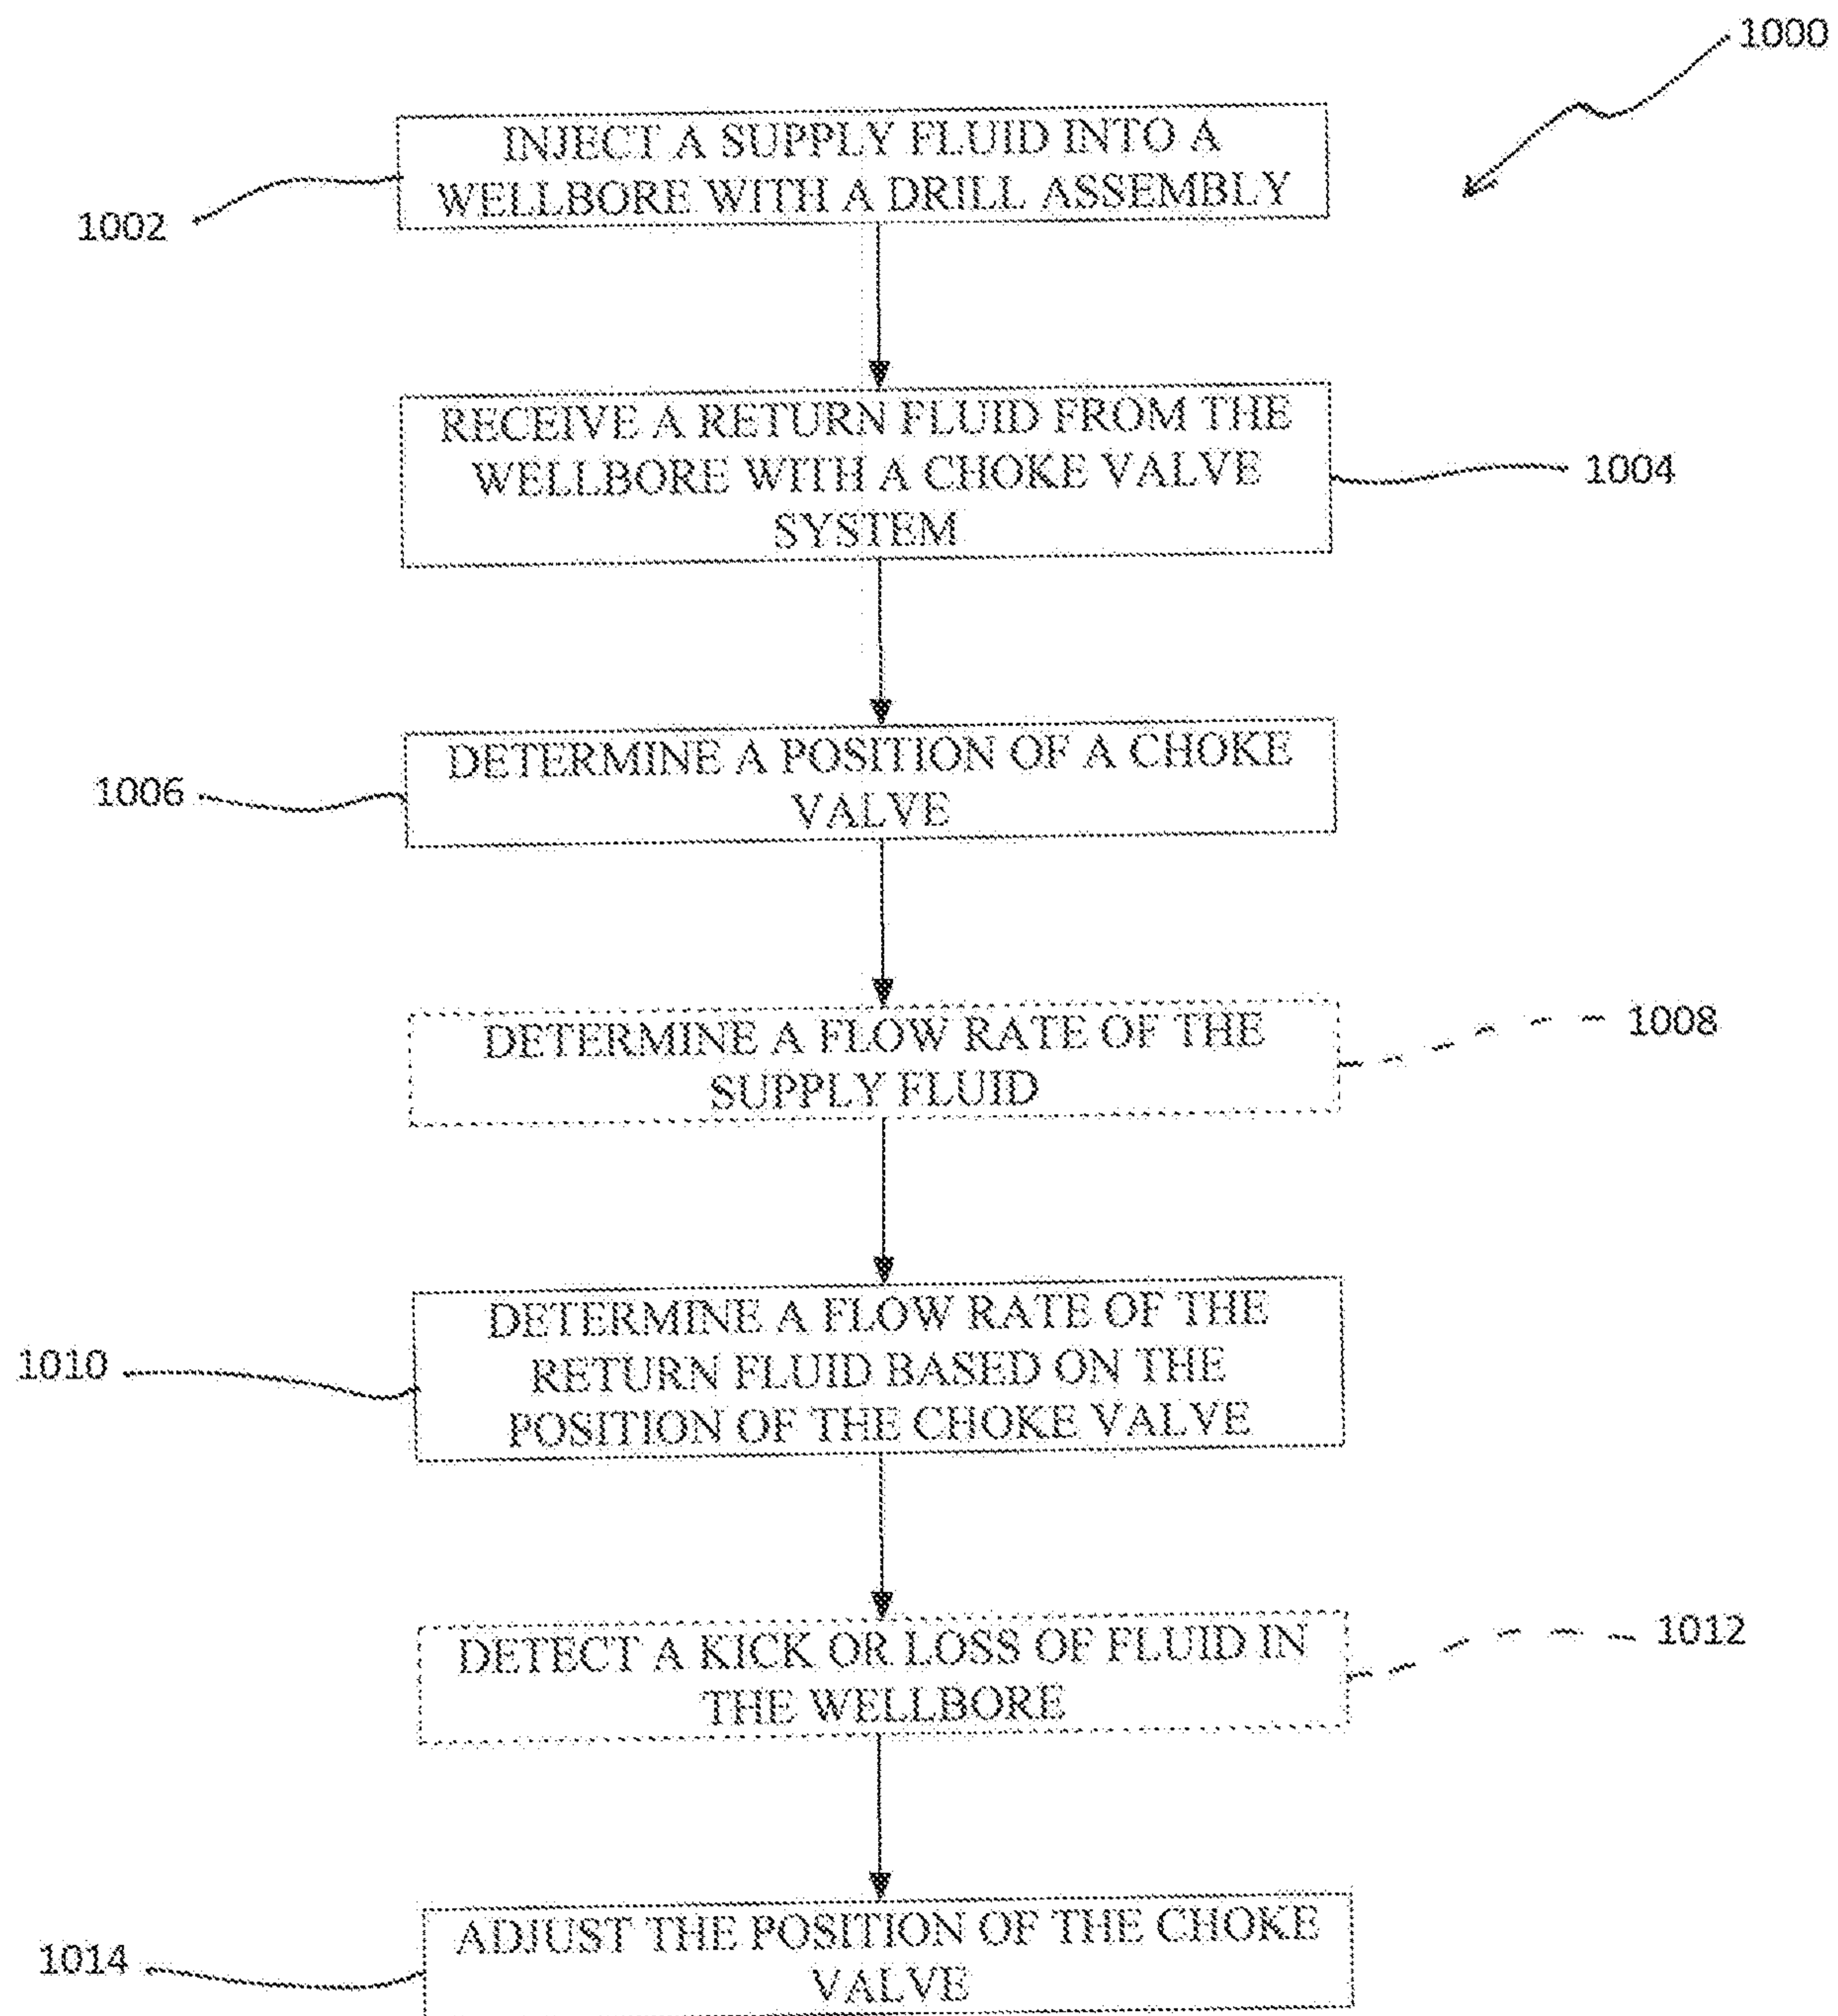 1000
INJECT A SUPPLY FLUID INTO A
WELLBORE WITH A DRILL ASSEMBLY
1002
RECEIVE A RETURN FLUID FROM THE
WELLBORE WITH A CHOKE VALVE
SYSTEM
1004
DETERMINE A POSITION OF A CHOKE
VALVE
1006
DETERMINE A FLOW RATE OF THE
SUPPLY FLUID
1008
DETERMINE A FLOW RATE OF THE
RETURN FLUID BASED ON THE
POSITION OF THE CHOKE VALVE
1010
DETECT A KICK OR LOSS OF FLUID IN
THE WELLBORE
1012
ADJUST THE POSITION OF THE CHOKE
VALVE
1014